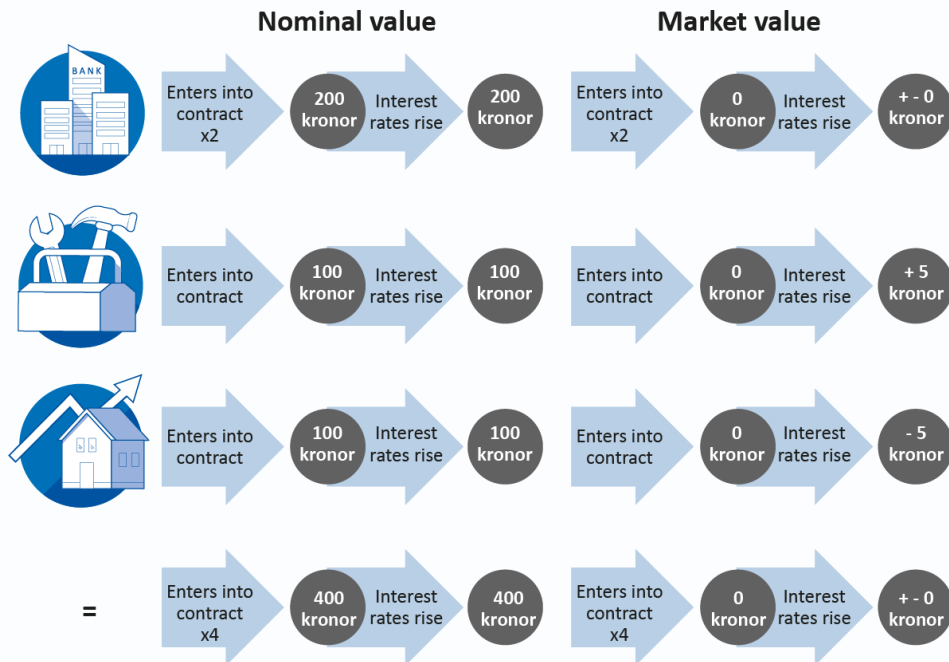 Nominal value
Market value
BANK
Enters into
contract
x2
200
kronor
Interest
rates rise
200
kronor
Enters into
contract
x2
0
kronor
Interest
rates rise
+ - 0
kronor
Enters into
contract
100
kronor
Interest
rates rise
100
kronor
Enters into
contract
0
kronor
Interest
rates rise
+ 5
kronor
Enters into
contract
100
kronor
Interest
rates rise
100
kronor
Enters into
contract
0
kronor
Interest
rates rise
- 5
kronor
=
Enters into
contract
x4
400
kronor
Interest
rates rise
400
kronor
Enters into
contract
x4
0
kronor
Interest
rates rise
+ - 0
kronor